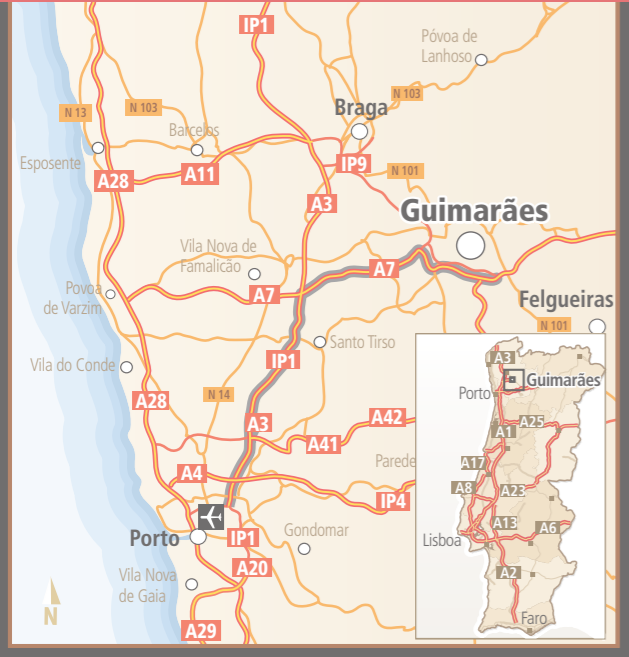 IP1
Póvoa de
Lanhoso
N 103
N 103
Braga
N 13
Barcelos
Esposente
IP9
N 101
A11
A28
A3
Guimarães
Vila Nova de
Famalicão
A7
A7
Povoa
de Varzim
Felgueiras
N 101
Santo Tirso
IP1
Vila do Conde
N 14
A28
A3
A42
A41
Parede
A4
IP4
Porto
IP1
Gondomar
A20
Vila Nova
de Gaia
A29
N
A3
Guimarães
Porto
A25
A1
A17
A8
A23
A13
A6
Lisboa
A2
Faro